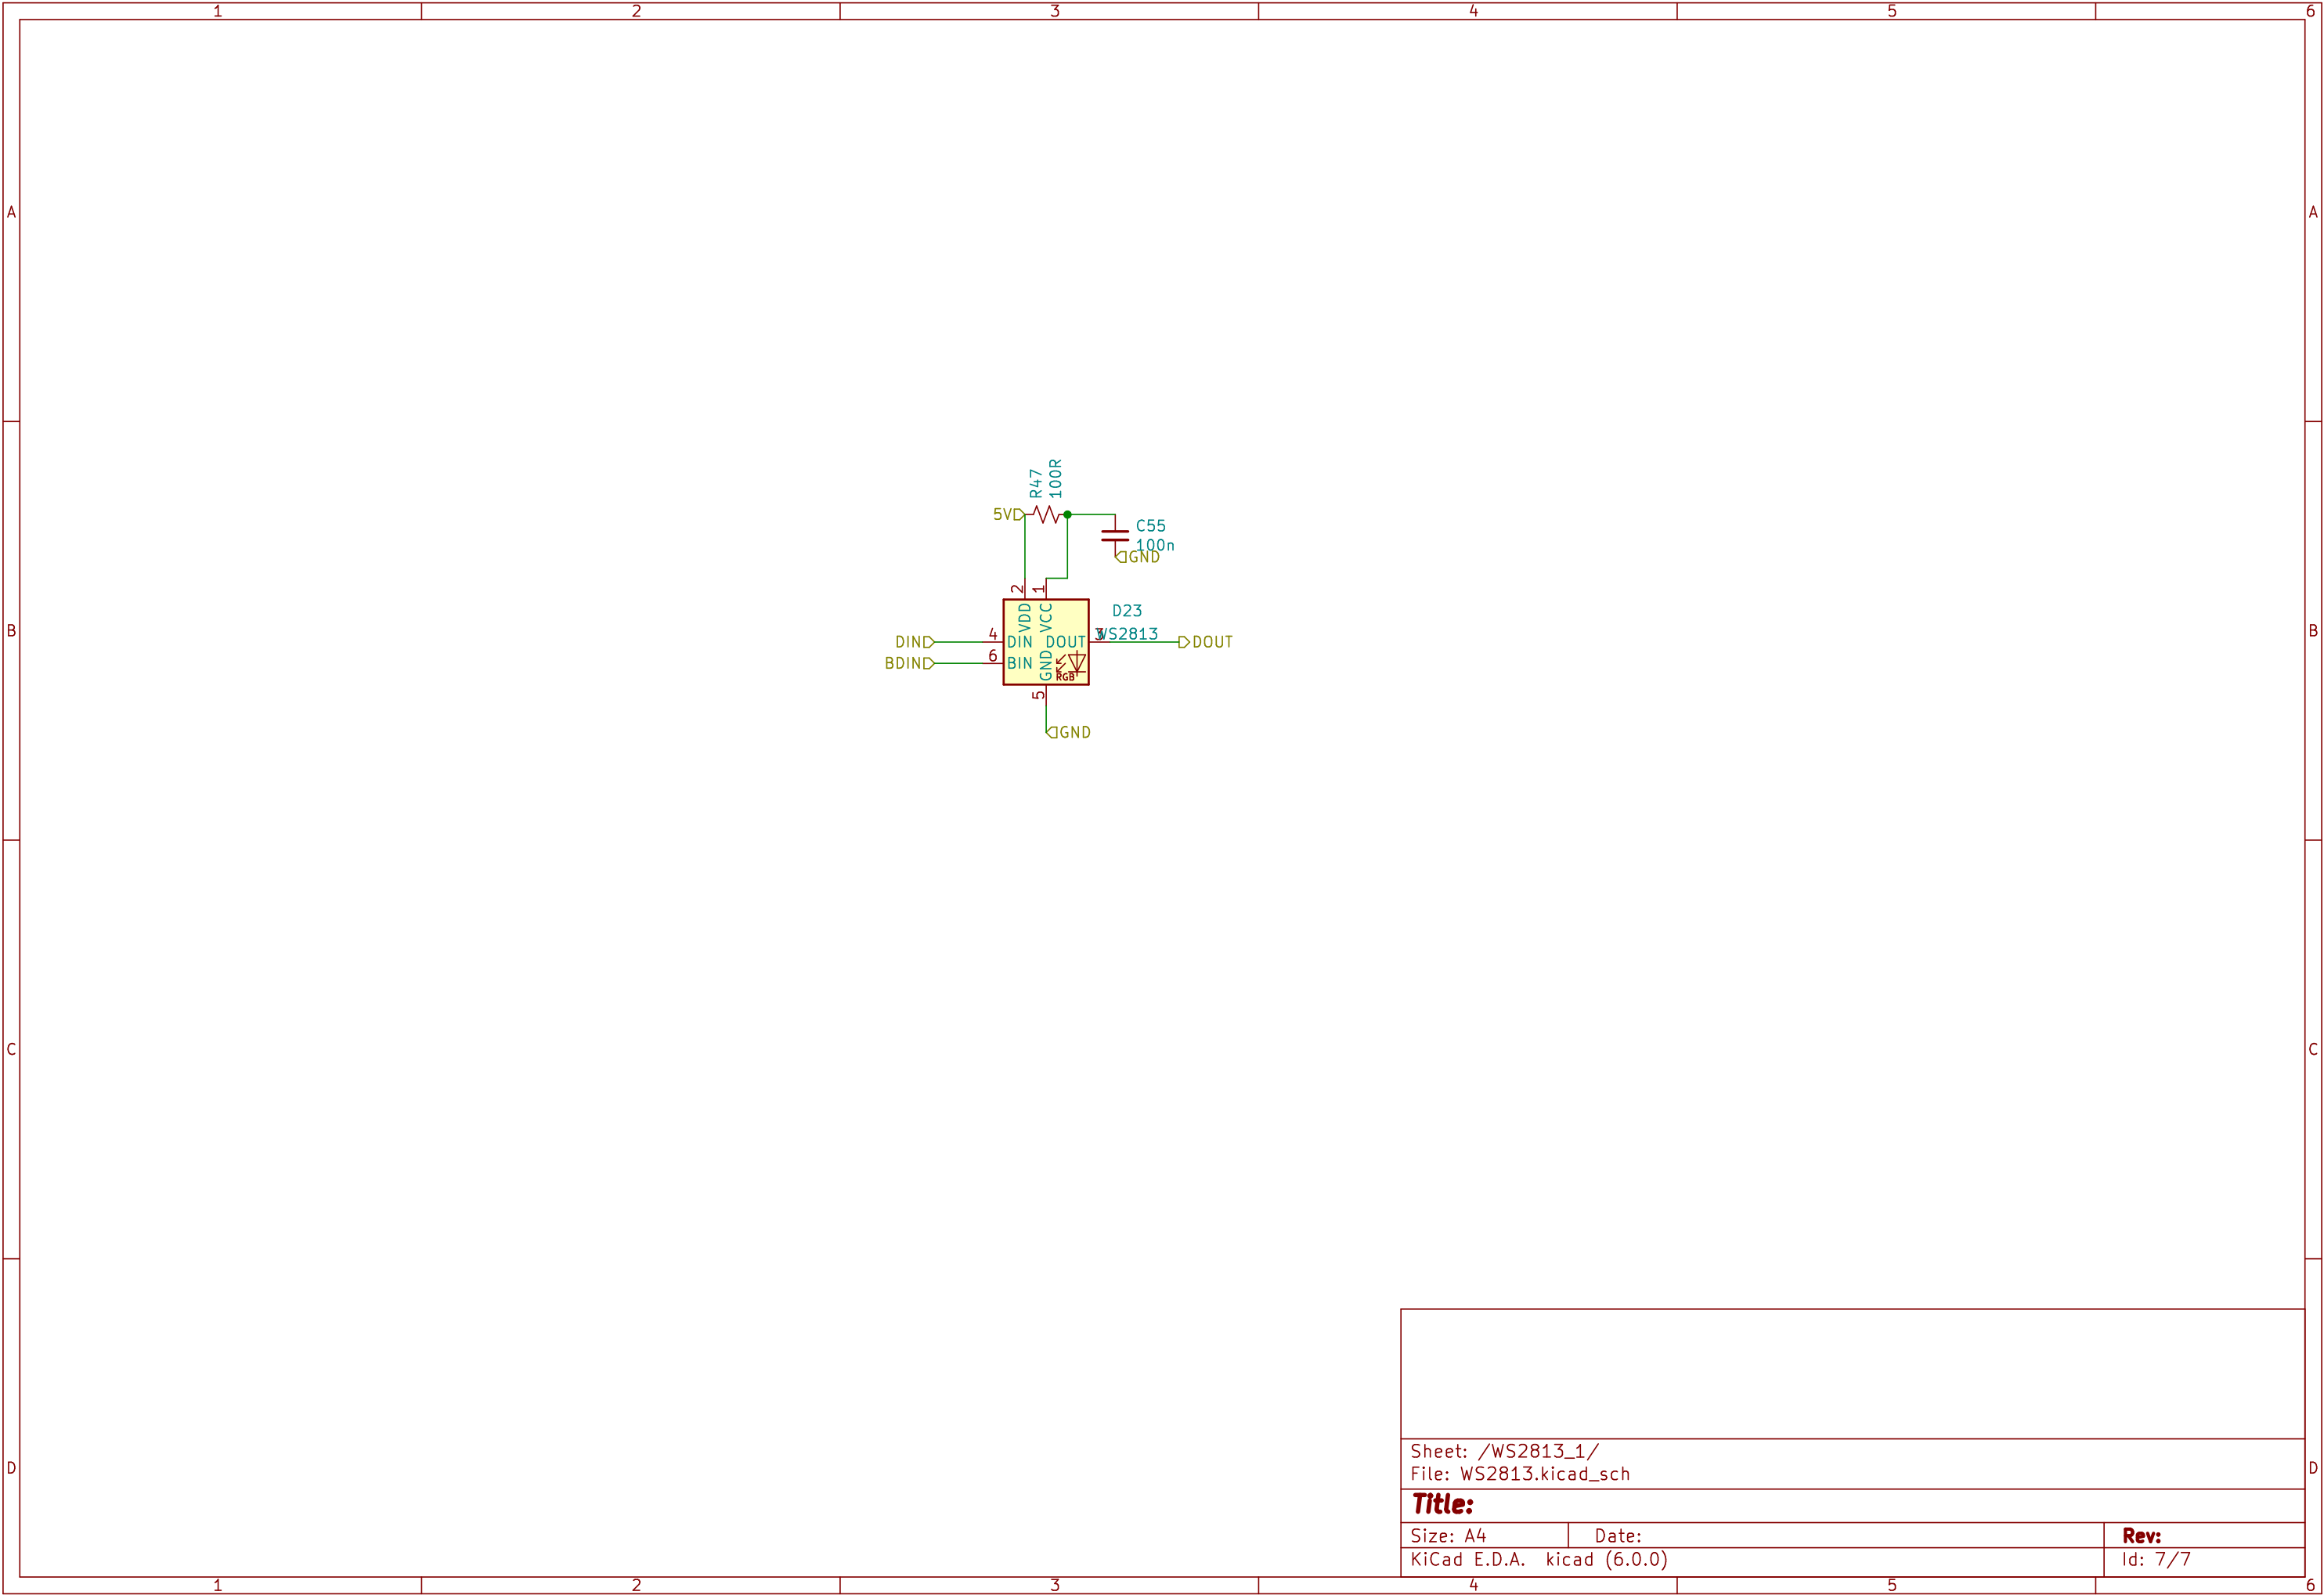 1 2 3 4 5 6
A A
R47
100R
5V
C55
100n
GND
2 1
D23
VDD VCC
B B
WS2813
DIN 4 DIN DOUT 3 DOUT
BDIN 6 BIN GND
RGB
5
GND
C C
Sheet: /WS2813_1/
File: WS2813.kicad_sch
D D
Title:
Size: A4 Date: Rev:
KiCad E.D.A. kicad (6.0.0) Id: 7/7
1 2 3 4 5 6